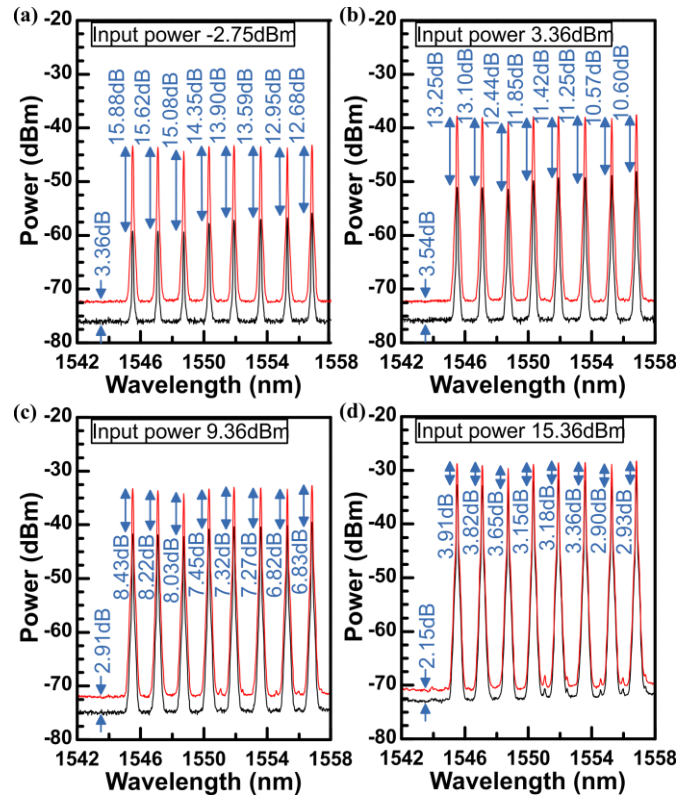 (a)
Input power -2.75dBm
Power (dBm)
-20
-30
-40
-50
-60
-70
-80
15.88dB
15.62dB
15.08dB
14.35dB
13.90dB
13.59dB
12.95dB
12.68dB
3.36dB
1542 1546 1550 1554 1558
Wavelength (nm)
(b)
Input power 3.36dBm
Power (dBm)
-20
-30
-40
-50
-60
-70
-80
13.25dB
13.10dB
12.44dB
11.85dB
11.42dB
11.25dB
10.57dB
10.60dB
3.54dB
1542 1546 1550 1554 1558
Wavelength (nm)
(c)
Input power 9.36dBm
Power (dBm)
-20
-30
-40
-50
-60
-70
-80
8.43dB
8.22dB
8.03dB
7.45dB
7.32dB
7.27dB
6.82dB
6.83dB
2.91dB
1542 1546 1550 1554 1558
Wavelength (nm)
(d)
Input power 15.36dBm
Power (dBm)
-20
-30
-40
-50
-60
-70
-80
3.91dB
3.82dB
3.65dB
3.15dB
3.18dB
3.36dB
2.90dB
2.93dB
2.15dB
1542 1546 1550 1554 1558
Wavelength (nm)